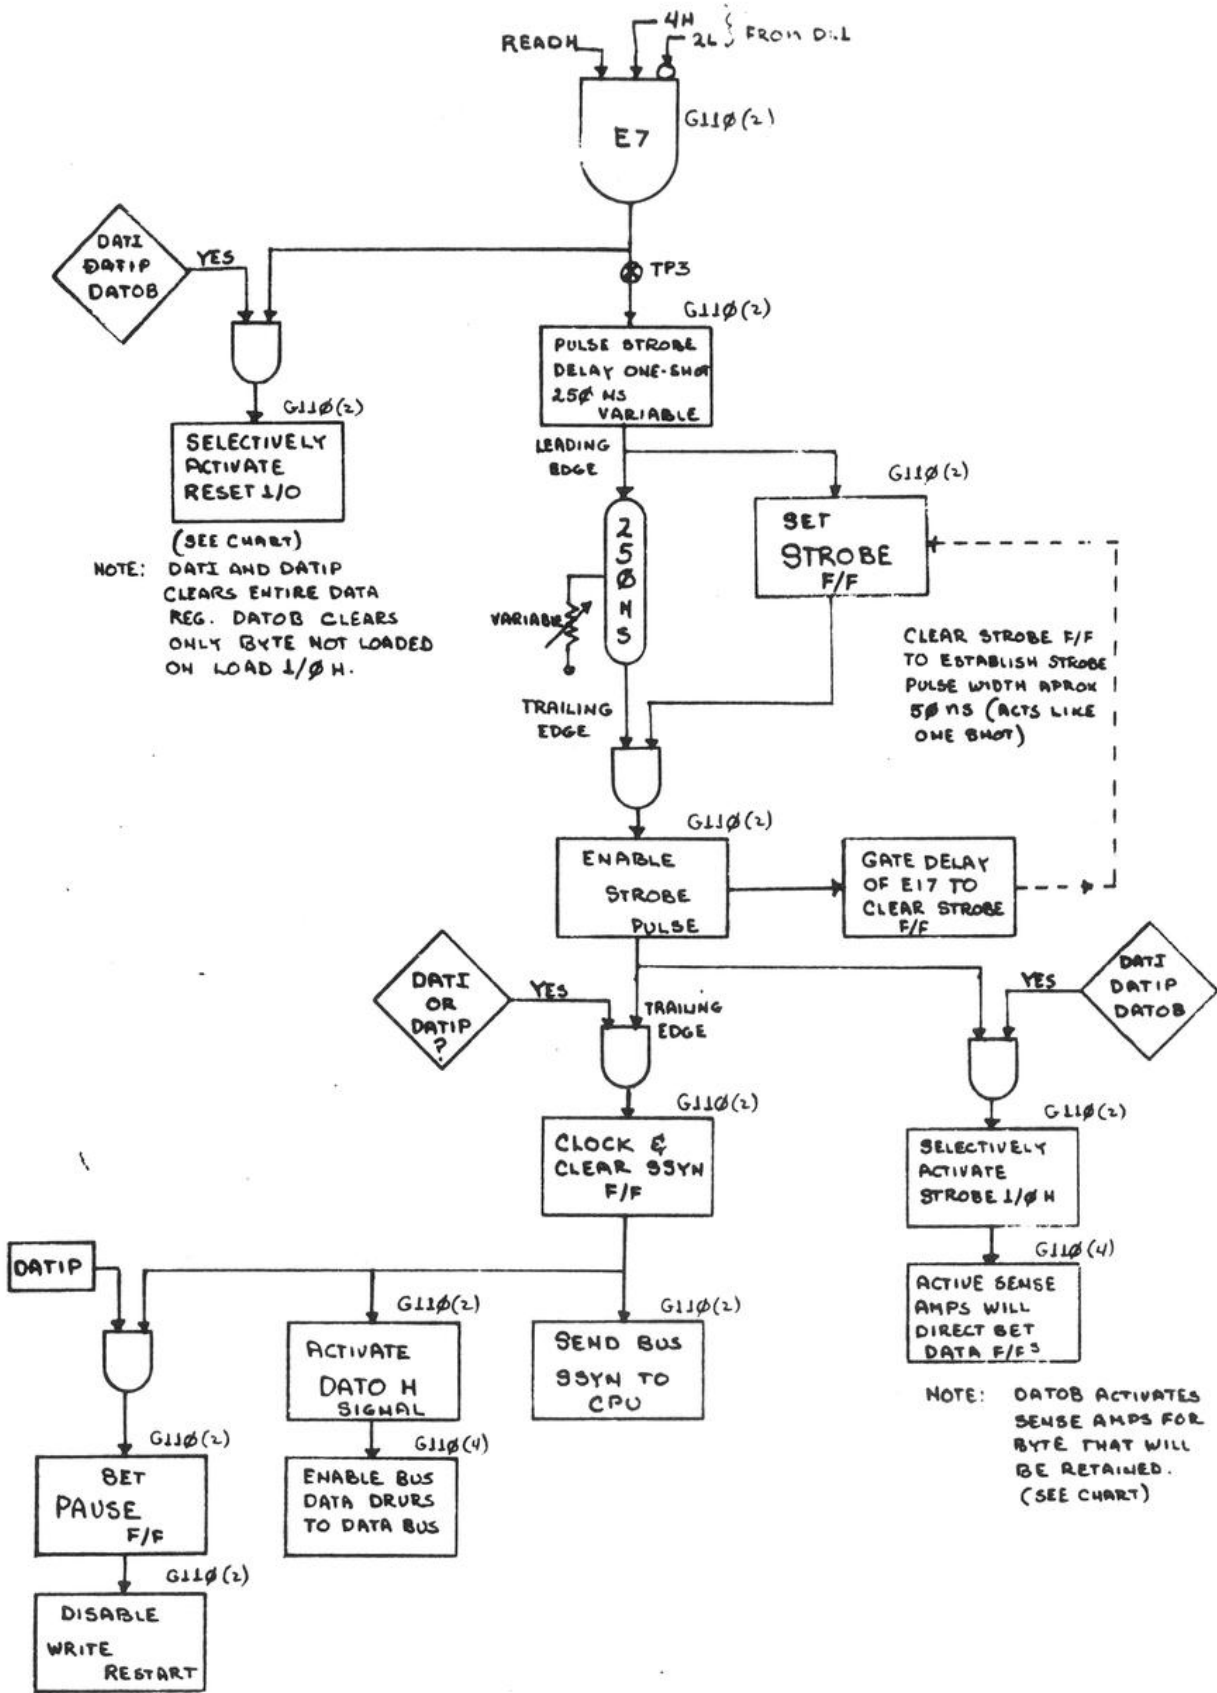 4H
READH
2L } FROM D.L
E7
G110(2)
DATI
DATIP
DATOB
YES
TP3
G110(2)
PULSE STROBE
DELAY ONE-SHOT
250 NS
VARIABLE
G110(2)
SELECTIVELY
ACTIVATE
RESET 1/0
(SEE CHART)
NOTE: DATI AND DATIP
CLEARS ENTIRE DATA
REG. DATOB CLEARS
ONLY BYTE NOT LOADED
ON LOAD 1/0 H.
LEADING
EDGE
G110(2)
SET
STROBE
F/F
250NS
VARIABLE
CLEAR STROBE F/F
TO ESTABLISH STROBE
PULSE WIDTH APROX
50 NS (ACTS LIKE
ONE SHOT)
TRAILING
EDGE
G110(2)
ENABLE
STROBE
PULSE
GATE DELAY
OF E17 TO
CLEAR STROBE
F/F
DATI
OR
DATIP
?
YES
TRAILING
EDGE
YES
DATI
DATIP
DATOB
G110(2)
CLOCK &
CLEAR SSYN
F/F
G110(2)
SELECTIVELY
ACTIVATE
STROBE 1/0 H
G110(4)
ACTIVE SENSE
AMPS WILL
DIRECT SET
DATA F/FS
NOTE: DATOB ACTIVATES
SENSE AMPS FOR
BYTE THAT WILL
BE RETAINED.
(SEE CHART)
DATIP
G110(2)
ACTIVATE
DATO H
SIGNAL
G110(2)
SEND BUS
SSYN TO
CPU
G110(2)
SET
PAUSE
F/F
G110(4)
ENABLE BUS
DATA DRVRS
TO DATA BUS
G110(2)
DISABLE
WRITE
RESTART